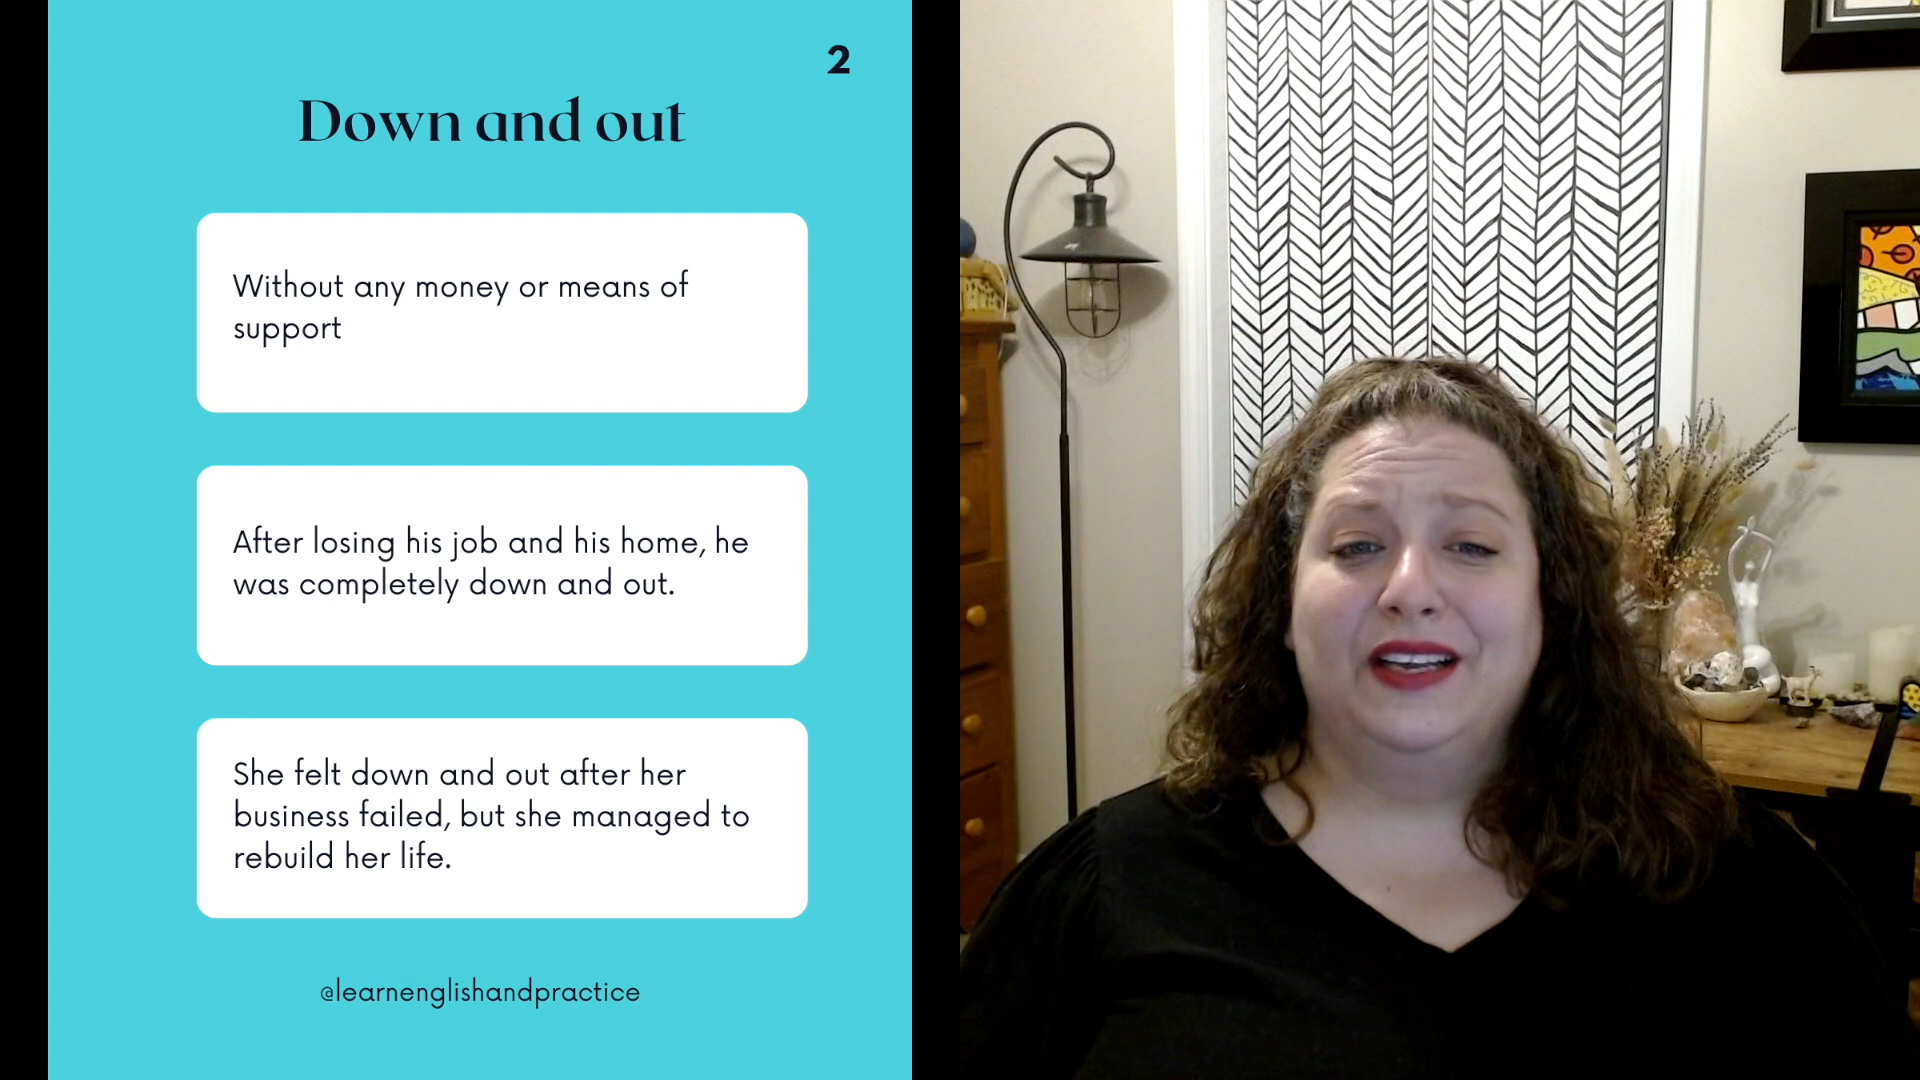 2
Down and out
Without any money or means of
support
After losing his job and his home, he
was completely down and out.
She felt down and out after her
business failed, but she managed to
rebuild her life.
@learnenglishandpractice